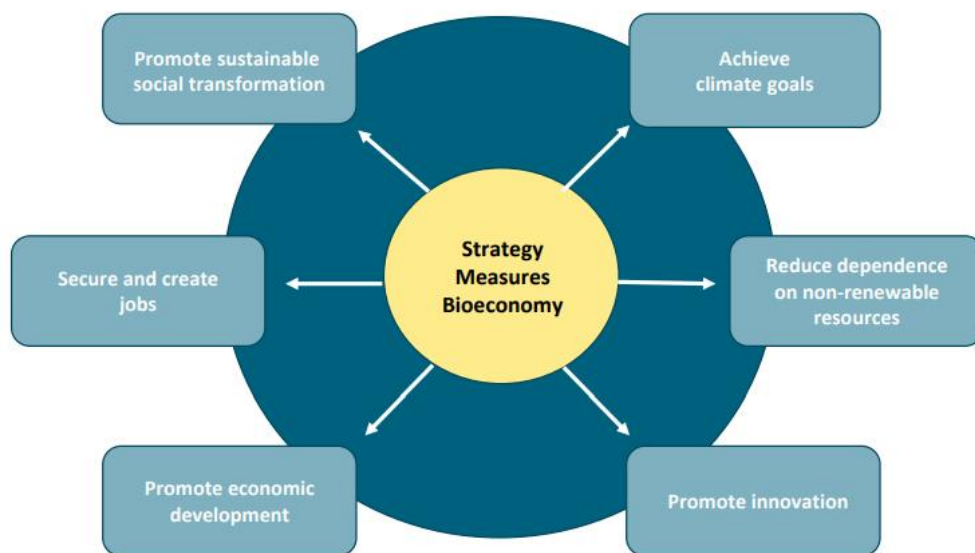 Promote sustainable
social transformation
Achieve
climate goals
Strategy
Measures
Bioeconomy
Secure and create
jobs
Reduce dependence
on non-renewable
resources
Promote economic
development
Promote innovation